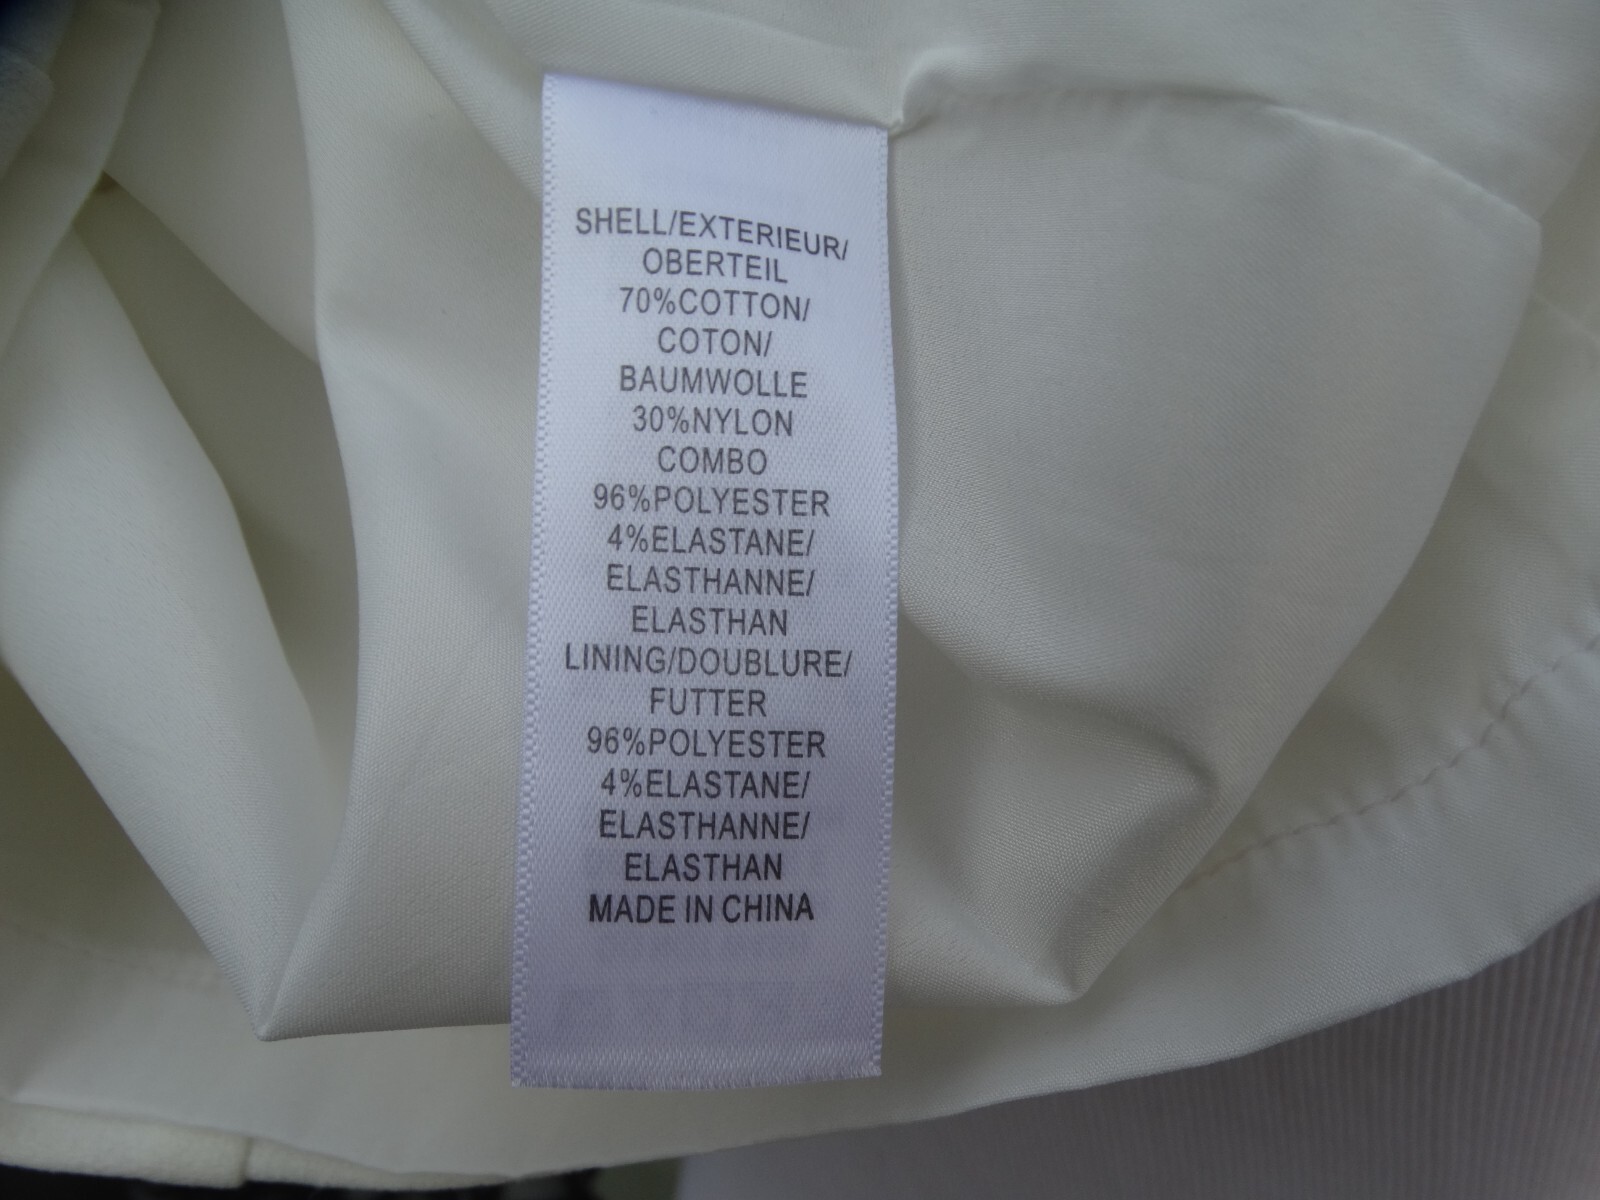 SHELL/EXTERIEUR/
OBERTEIL
70%COTTON/
COTON/
BAUMWOLLE
30%NYLON
COMBO
96%POLYESTER
4%ELASTANE/
ELASTHANNE/
ELASTHAN
LINING/DOUBLURE/
FUTTER
96%POLYESTER
4%ELASTANE/
ELASTHANNE/
ELASTHAN
MADE IN CHINA